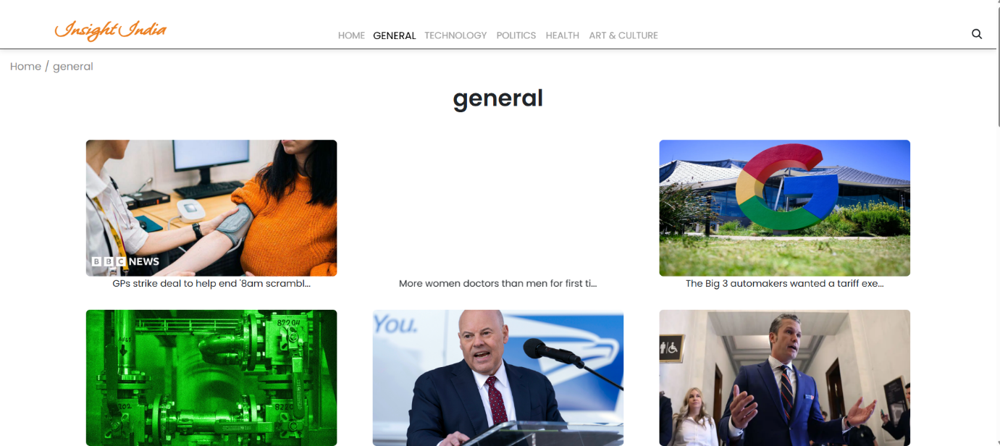 Insight India
HOME GENERAL TECHNOLOGY POLITICS HEALTH ART & CULTURE
Home / general
general
BBC NEWS
GPs strike deal to help end '8am scrambl...
More women doctors than men for first ti...
The Big 3 automakers wanted a tariff exe...
82204
You.